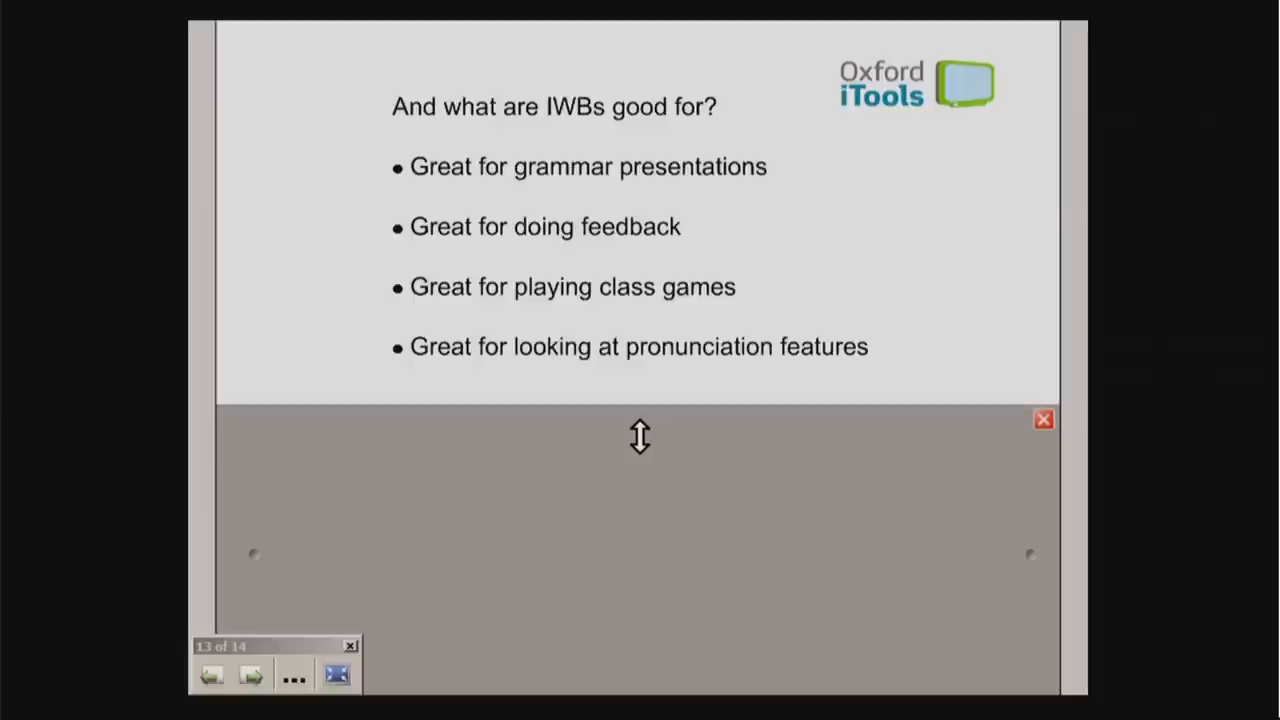 Oxford
iTools
And what are IWBs good for?
• Great for grammar presentations
• Great for doing feedback
• Great for playing class games
• Great for looking at pronunciation features
13 of 14
...